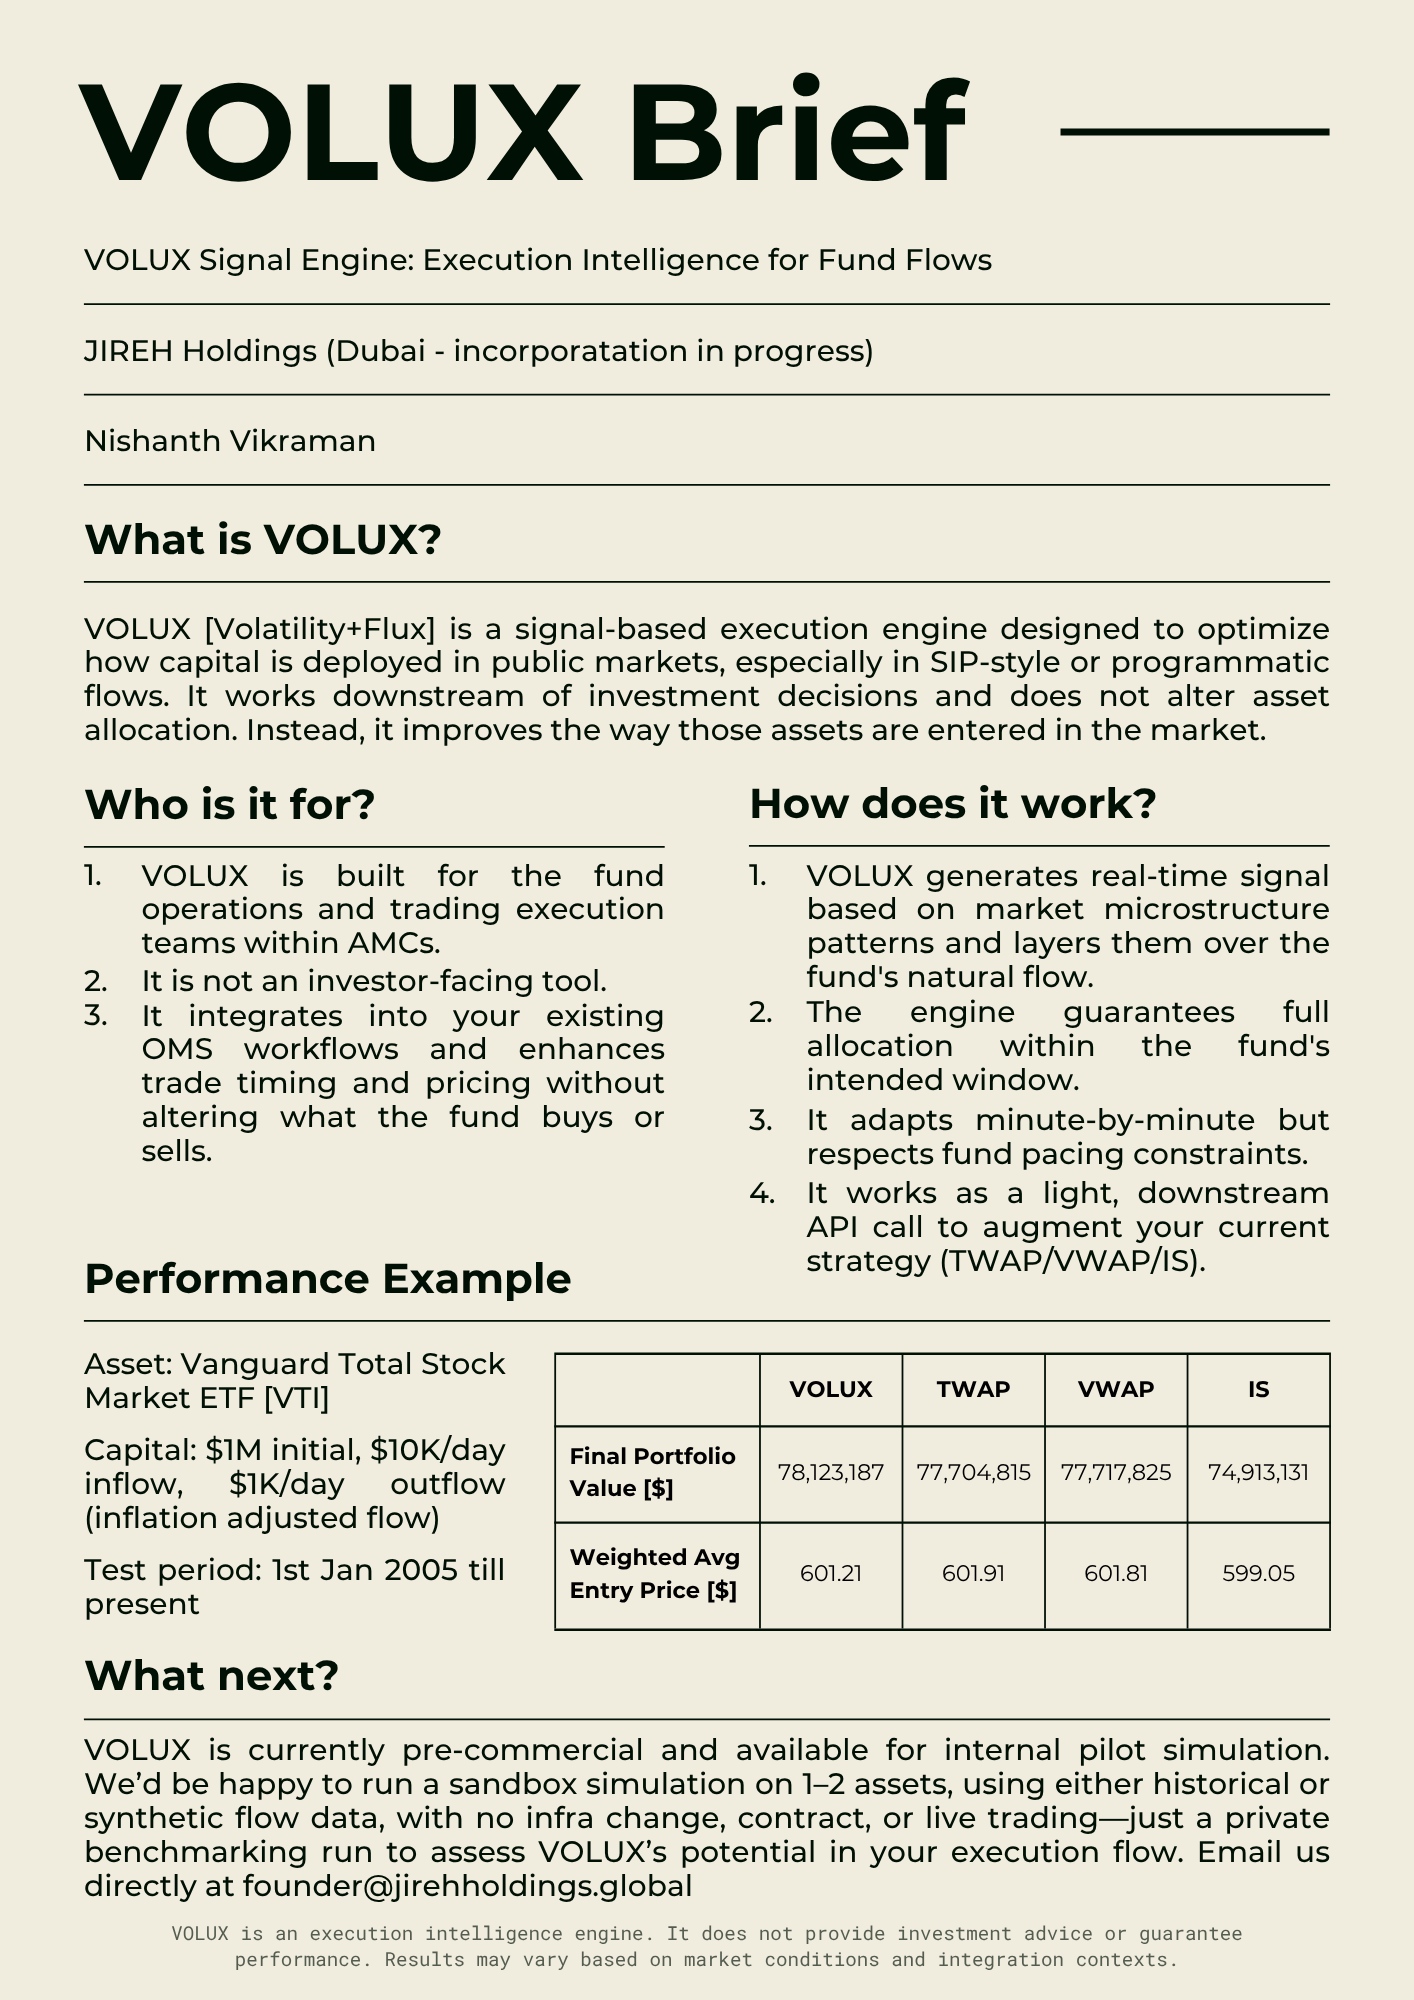 VOLUX Brief
VOLUX Signal Engine: Execution Intelligence for Fund Flows
JIREH Holdings (Dubai - incorporatation in progress)
Nishanth Vikraman
What is VOLUX?
VOLUX [Volatility+Flux] is a signal-based execution engine designed to optimize
how capital is deployed in public markets, especially in SIP-style or programmatic
flows. It works downstream of investment decisions and does not alter asset
allocation. Instead, it improves the way those assets are entered in the market.
Who is it for?
1. VOLUX is built for the fund
operations and trading execution
teams within AMCs.
2. It is not an investor-facing tool.
3. It integrates into your existing
OMS workflows and enhances
trade timing and pricing without
altering what the fund buys or
sells.
How does it work?
1. VOLUX generates real-time signal
based on market microstructure
patterns and layers them over the
fund's natural flow.
2. The engine guarantees full
allocation within the fund's
intended window.
3. It adapts minute-by-minute but
respects fund pacing constraints.
4. It works as a light, downstream
API call to augment your current
strategy (TWAP/VWAP/IS).
Performance Example
Asset: Vanguard Total Stock
Market ETF [VTI]
Capital: $1M initial, $10K/day
inflow, $1K/day outflow
(inflation adjusted flow)
Test period: 1st Jan 2005 till
present
VOLUX TWAP VWAP IS
Final Portfolio
Value [$] 78,123,187 77,704,815 77,717,825 74,913,131
Weighted Avg
Entry Price [$] 601.21 601.91 601.81 599.05
What next?
VOLUX is currently pre-commercial and available for internal pilot simulation.
We’d be happy to run a sandbox simulation on 1–2 assets, using either historical or
synthetic flow data, with no infra change, contract, or live trading—just a private
benchmarking run to assess VOLUX’s potential in your execution flow. Email us
directly at founder@jirehholdings.global
VOLUX is an execution intelligence engine. It does not provide investment advice or guarantee
performance. Results may vary based on market conditions and integration contexts.